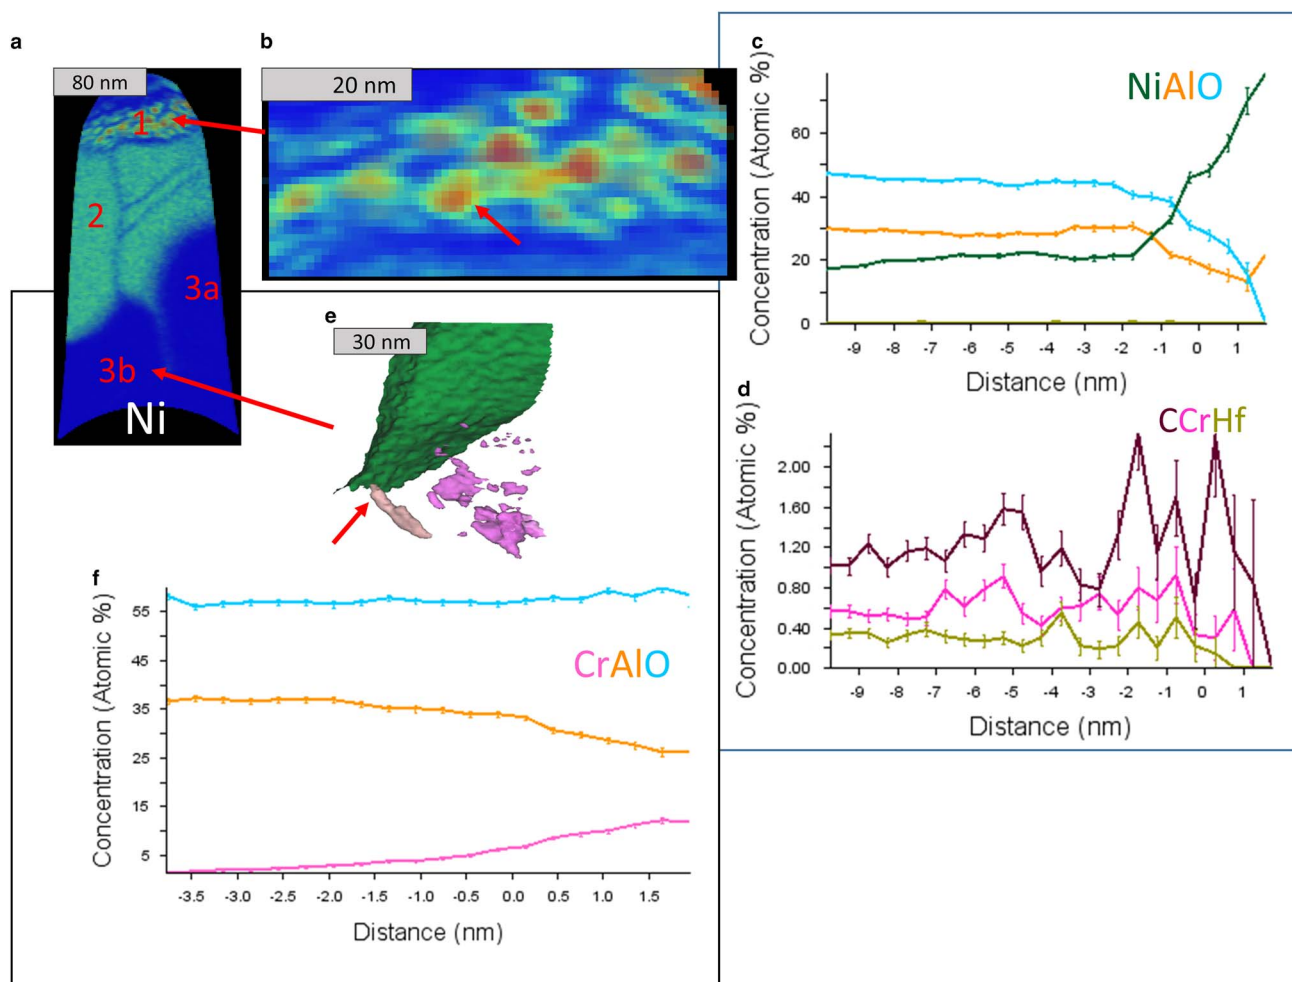 a
80 nm
1
2
3a
3b
Ni
b
20 nm
c
NiAlO
Concentration (Atomic %)
60
40
20
0
-9 -8 -7 -6 -5 -4 -3 -2 -1 0 1
Distance (nm)
d
CCrHf
Concentration (Atomic %)
2.00
1.60
1.20
0.80
0.40
0.00
-9 -8 -7 -6 -5 -4 -3 -2 -1 0 1
Distance (nm)
e
30 nm
f
CrAlO
Concentration (Atomic %)
55
45
35
25
15
5
-3.5 -3.0 -2.5 -2.0 -1.5 -1.0 -0.5 0.0 0.5 1.0 1.5
Distance (nm)